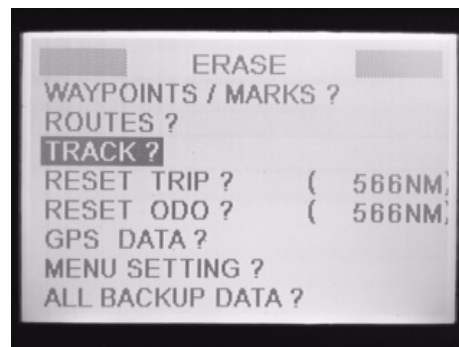 ERASE
WAYPOINTS / MARKS ?
ROUTES ?
TRACK ?
RESET TRIP ? ( 566NM)
RESET ODO ? ( 566NM)
GPS DATA ?
MENU SETTING ?
ALL BACKUP DATA ?